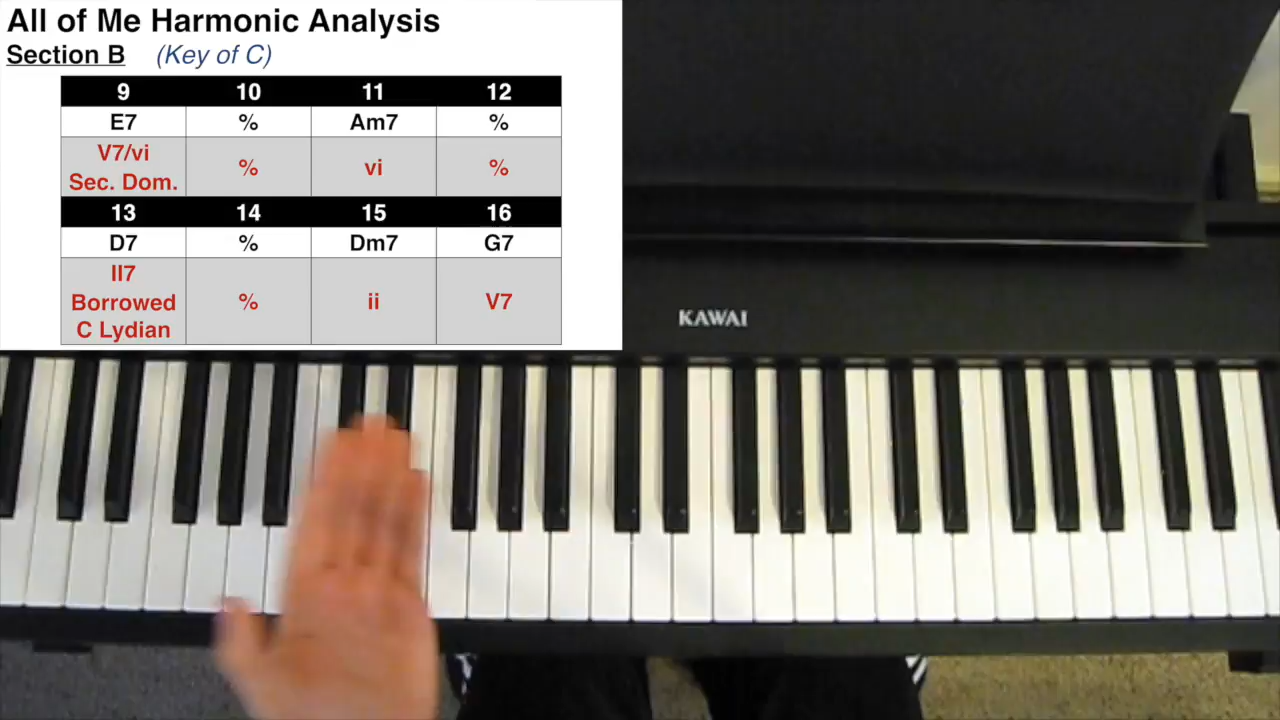 All of Me Harmonic Analysis
Section B (Key of C)
9 10 11 12
E7 % Am7 %
V7/vi
Sec. Dom. % vi %
13 14 15 16
D7 % Dm7 G7
II7
Borrowed
C Lydian % ii V7
KAWAI